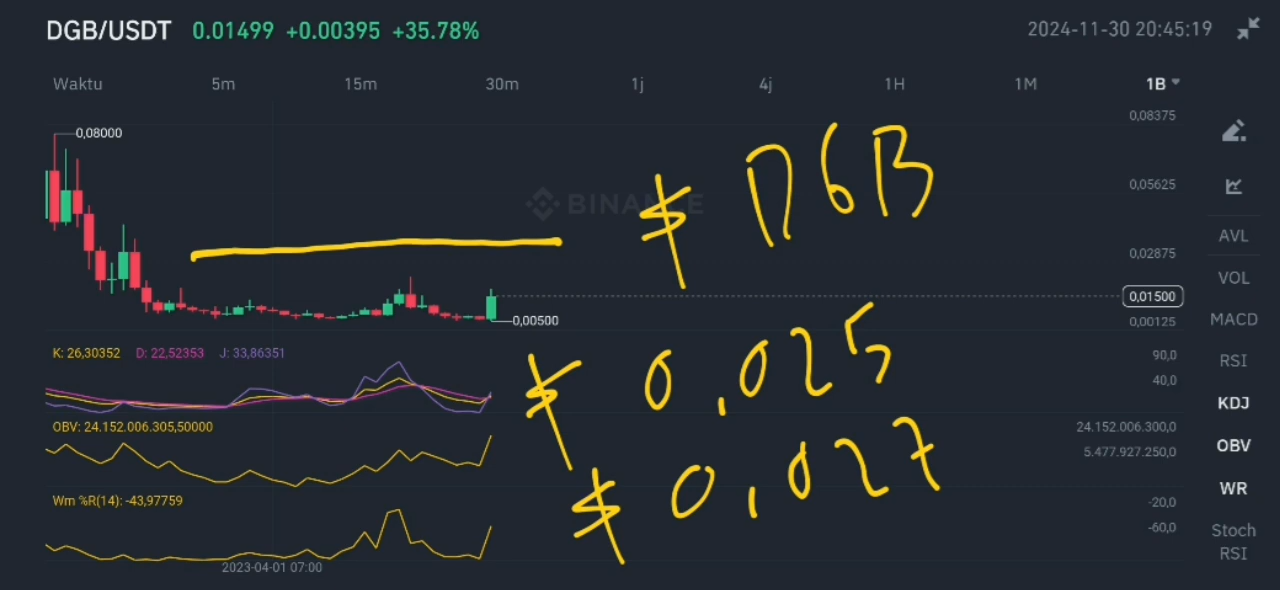 DGB/USDT 0.01499 +0.00395 +35.78% 2024-11-30 20:45:19
Waktu 5m 15m 30m 1j 4j 1H 1M 1B
0,08375
0,08000
0,05625
BINANCE
$ DGB
AVL
0,02875
VOL
0,01500
0,00500
0,00125
MACD
K: 26,30352 D: 22,52353 J: 33,86351
90,0
RSI
40,0
$ 0,025
KDJ
OBV: 24.152.006.305,50000
24.152.006.300,0
5.477.927.250,0
OBV
$ 0,027
WR
Wm %R(14): -43,97759
-20,0
-60,0
Stoch
RSI
2023-04-01 07:00